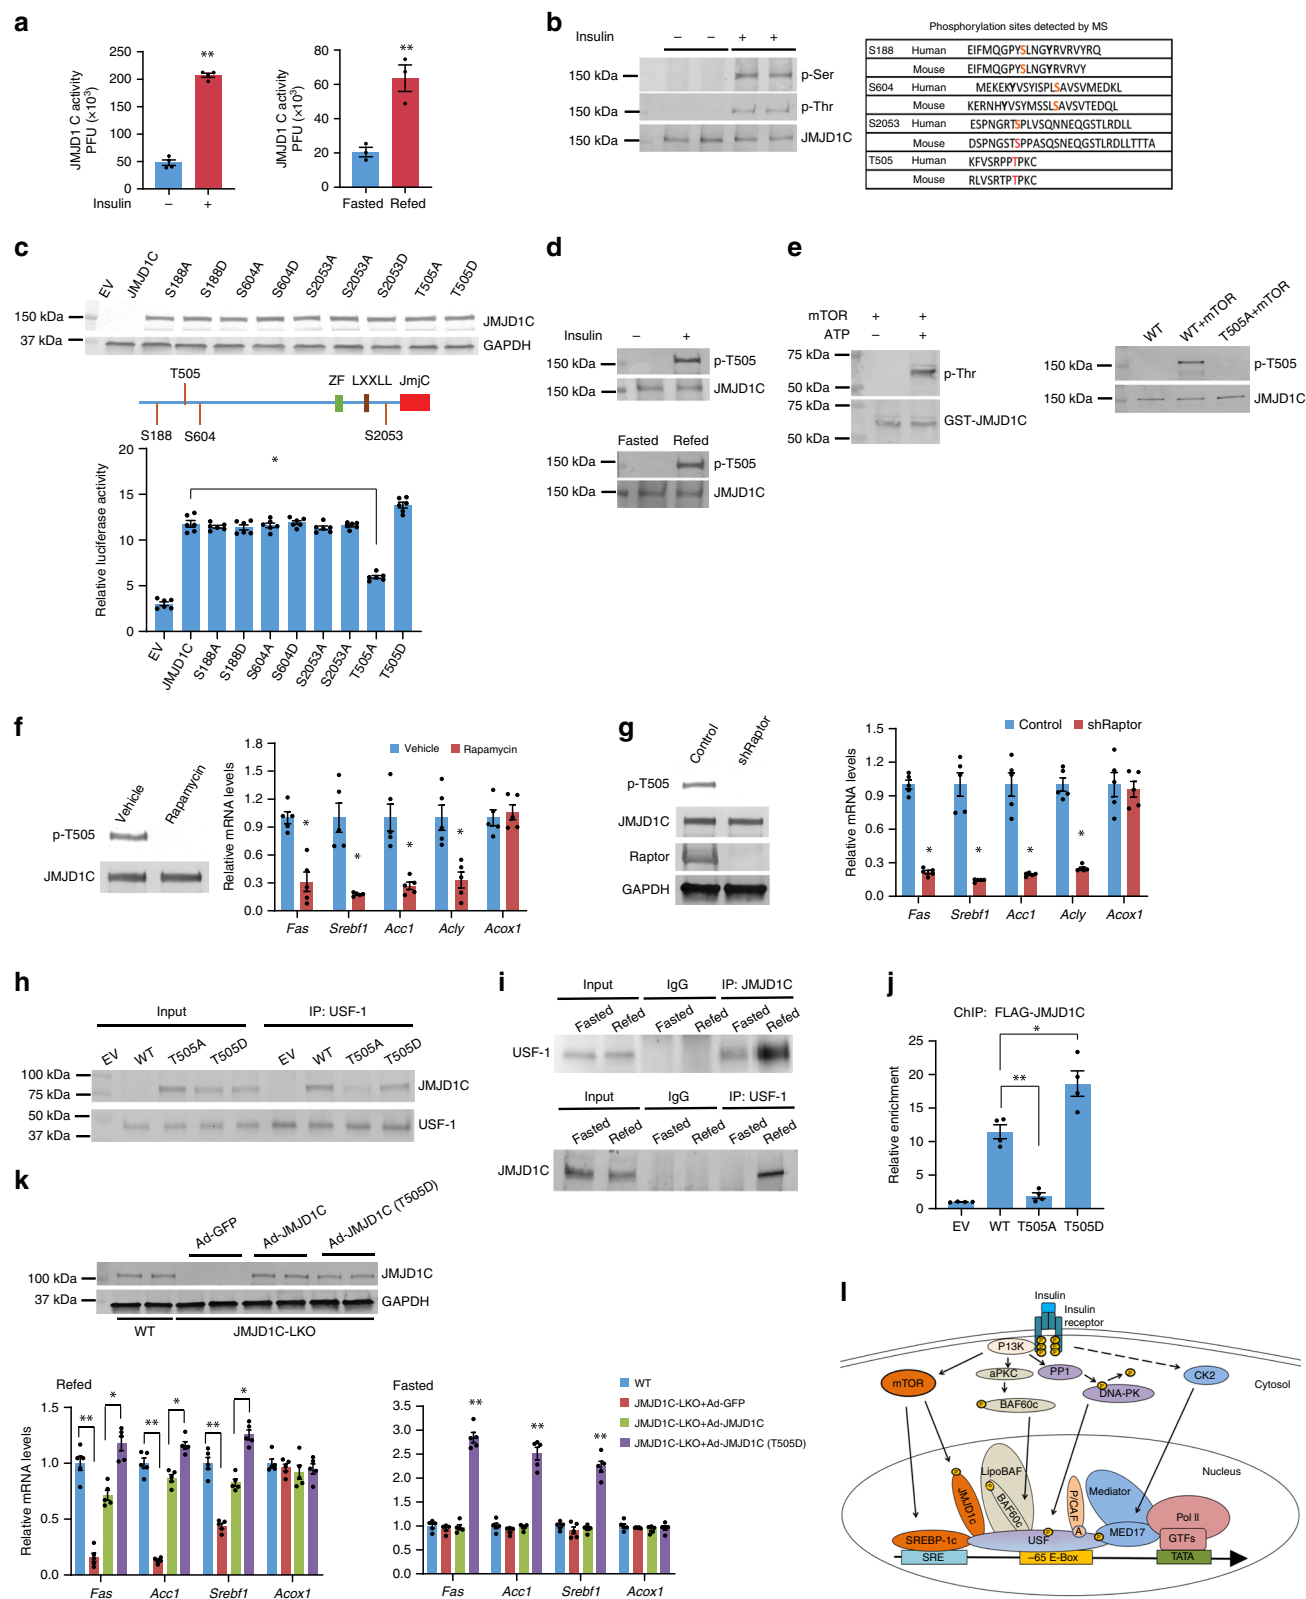 a
JMJD1 C activity
PFU (×10³)
250
200
150
100
50
0
**
Insulin – +
JMJD1 C activity
PFU (×10³)
80
60
40
20
0
**
Fasted Refed
b
Insulin – – + +
150 kDa p-Ser
150 kDa p-Thr
150 kDa JMJD1C
Phosphorylation sites detected by MS
S188 Human EIFMQGPYSLNGYRVRVYRQ
Mouse EIFMQGPYSLNGYRVRVY
S604 Human MEKEKYVSYISPLSAVSVMEDKL
Mouse KERNHYVSYMSSLSAVSVTEDQL
S2053 Human ESPNGRTSPLVSQNNEQGSTLRDLL
Mouse DSPNGSTSPPASQSNEQGSTLRDLLTTTA
T505 Human KFVSRPPTPKC
Mouse RLVSRTPTPKC
c
EV JMJD1C S188A S188D S604A S604D S2053A S2053A S2053D T505A T505D
150 kDa JMJD1C
37 kDa GAPDH
T505 ZF LXXLL JmjC
S188 S604 S2053
Relative luciferase activity
20
15
10
5
0
*
EV JMJD1C S188A S188D S604A S604D S2053A S2053A T505A T505D
d
Insulin – +
150 kDa p-T505
150 kDa JMJD1C
Fasted Refed
150 kDa p-T505
150 kDa JMJD1C
e
mTOR + +
ATP – +
75 kDa
p-Thr
50 kDa
75 kDa
GST-JMJD1C
50 kDa
WT WT+mTOR T505A+mTOR
p-T505
150 kDa JMJD1C
f
Vehicle Rapamycin
p-T505
JMJD1C
Relative mRNA levels
1.8
1.5
1.2
0.9
0.6
0.3
0.0
Vehicle Rapamycin
* * * *
Fas Srebf1 Acc1 Acly Acox1
g
Control shRaptor
p-T505
JMJD1C
Raptor
GAPDH
Relative mRNA levels
1.5
1.2
0.9
0.6
0.3
0.0
Control shRaptor
* * * *
Fas Srebf1 Acc1 Acly Acox1
h
Input IP: USF-1
EV WT T505A T505D EV WT T505A T505D
100 kDa
75 kDa
JMJD1C
50 kDa
37 kDa
USF-1
i
Input IgG IP: JMJD1C
Fasted Refed Fasted Refed Fasted Refed
USF-1
Input IgG IP: USF-1
Fasted Refed Fasted Refed Fasted Refed
JMJD1C
j
ChIP: FLAG-JMJD1C
Relative enrichment
25
20
15
10
5
0
*
**
EV WT T505A T505D
k
Ad-GFP Ad-JMJD1C Ad-JMJD1C (T505D)
100 kDa JMJD1C
37 kDa GAPDH
WT JMJD1C-LKO
Refed
Relative mRNA levels
1.5
1.0
0.5
0.0
** * ** * ** *
Fas Acc1 Srebf1 Acox1
Fasted
3.5
3.0
2.5
2.0
1.5
1.0
0.5
0.0
** ** **
Fas Acc1 Srebf1 Acox1
WT
JMJD1C-LKO+Ad-GFP
JMJD1C-LKO+Ad-JMJD1C
JMJD1C-LKO+Ad-JMJD1C (T505D)
l
Insulin
Insulin
receptor
P P
P P
P P
P13K
mTOR
aPKC
PP1
P
P
DNA-PK
CK2
Cytosol
P
BAF60c
Nucleus
P
JMJD1c
LipoBAF
P
BAF60c
P/CAF
A
Mediator
Pol II
SREBP-1c
USF
P
P
MED17
GTFs
SRE
–65 E-Box
TATA